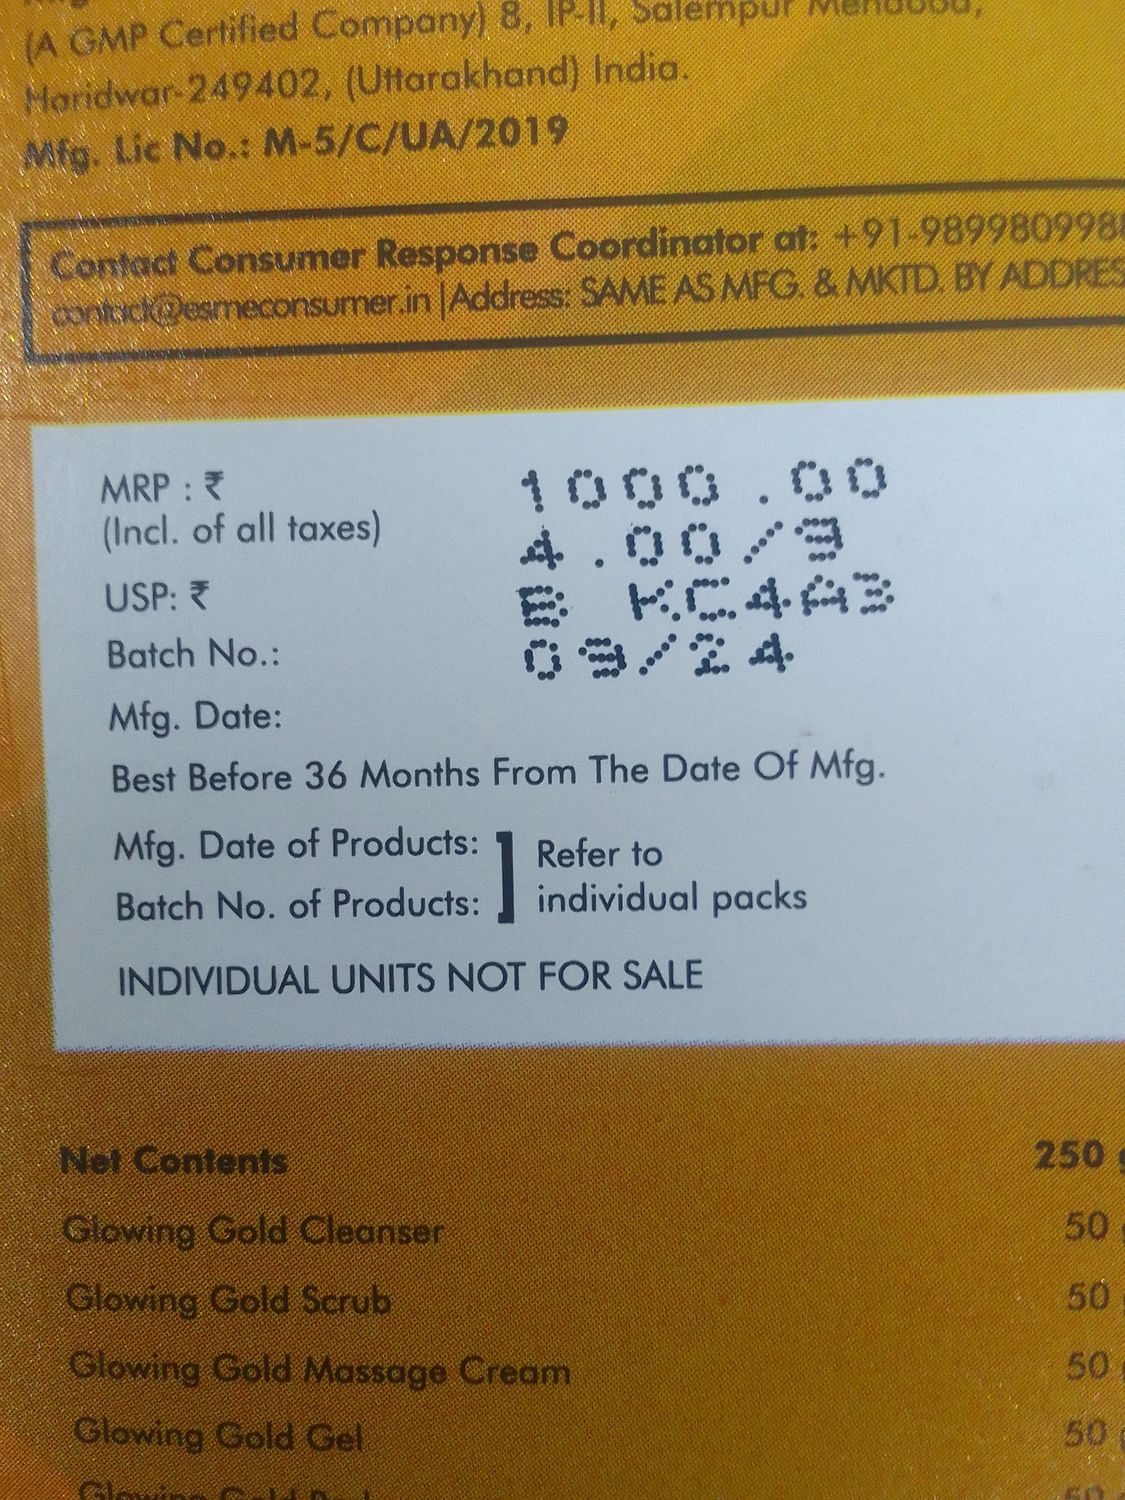 (A GMP Certified Company) 8, IP-II, Salempur
Haridwar-249402, (Uttarakhand) India.
Mfg. Lic No.: M-5/C/UA/2019
Contact Consumer Response Coordinator at: +91-989980998
contact@esmeconsumer.in |Address: SAME AS MFG. & MKTD. BY ADDRES
MRP : ₹ 1000.00
(Incl. of all taxes) 4.00/g
USP: ₹ B KC4A3
Batch No.: 09/24
Mfg. Date:
Best Before 36 Months From The Date Of Mfg.
Mfg. Date of Products: ] Refer to
Batch No. of Products: individual packs
INDIVIDUAL UNITS NOT FOR SALE
Net Contents 250 g
Glowing Gold Cleanser 50
Glowing Gold Scrub 50
Glowing Gold Massage Cream 50
Glowing Gold Gel 50
Glowing Gold 50